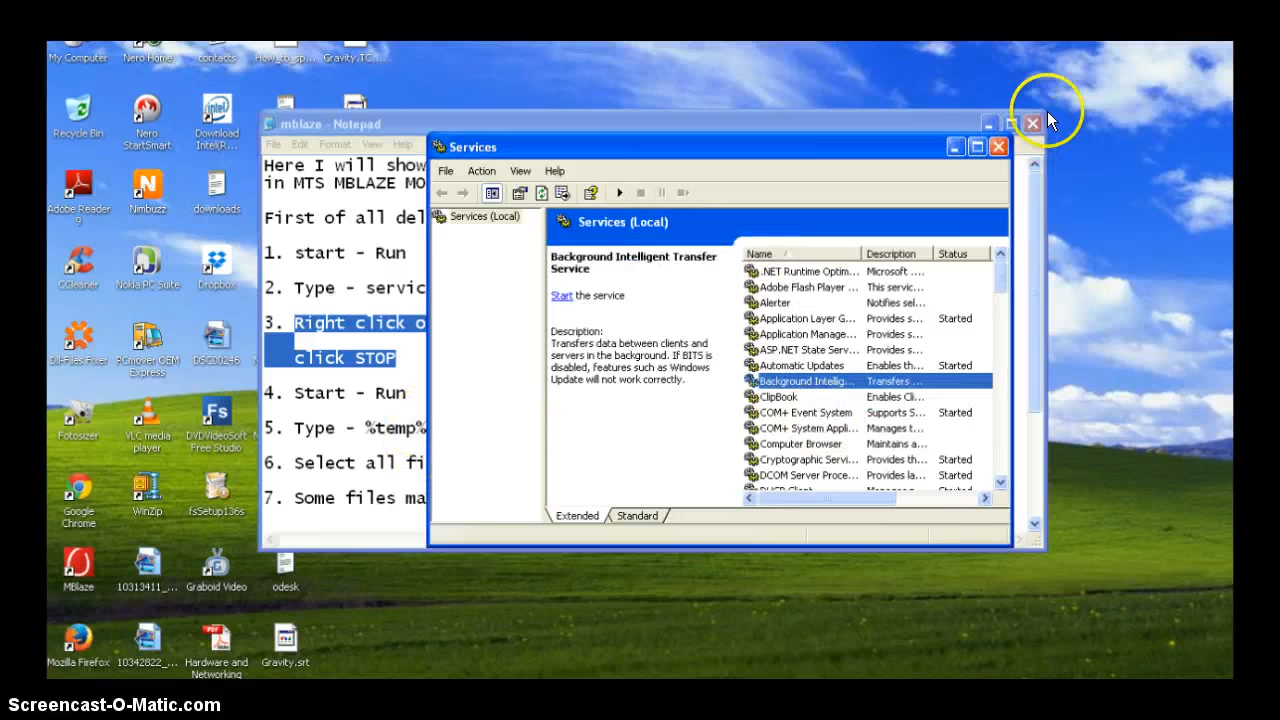 My Computer
Nero Home
contacts
How_to_sp...
Gravity.TC....
Recycle Bin
Nero StartSmart
Download Intel(R...
Adobe Reader 9
Nimbuzz
downloads
CCleaner
Nokia PC Suite
Dropbox
Dll-Files Fixer
PCmover OEM Express
DSC00246
Fotosizer
VLC media player
DVDVideoSoft Free Studio
Google Chrome
WinZip
fsSetup136s
MBlaze
10313411_...
Graboid Video
odesk
Mozilla Firefox
10342822_...
Hardware and Networking
Gravity.srt
mblaze - Notepad
File Edit Format View Help
Here I will show
in MTS MBLAZE MO
First of all del
1. start - Run
2. Type - servic
3. Right click o
click STOP
4. Start - Run
5. Type - %temp%
6. Select all fi
7. Some files ma
Services
File Action View Help
Services (Local)
Services (Local)
Background Intelligent Transfer
Service
Start the service
Description:
Transfers data between clients and
servers in the background. If BITS is
disabled, features such as Windows
Update will not work correctly.
Name Description Status
.NET Runtime Optim... Microsoft ....
Adobe Flash Player ... This servic...
Alerter Notifies sel...
Application Layer G... Provides s... Started
Application Manage... Provides s...
ASP.NET State Serv... Provides s...
Automatic Updates Enables th... Started
Background Intellig... Transfers ...
ClipBook Enables Cli...
COM+ Event System Supports S... Started
COM+ System Appli... Manages t...
Computer Browser Maintains a...
Cryptographic Servi... Provides th... Started
DCOM Server Proce... Provides la... Started
DHCP Client Manages ... Started
Extended Standard
Screencast-O-Matic.com